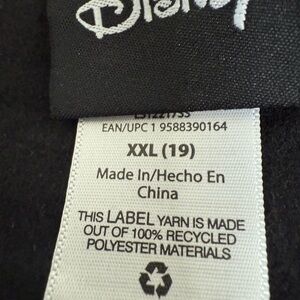 Disney
EAN/UPC 1 9588390164
XXL (19)
Made In/Hecho En
China
THIS LABEL YARN IS MADE
OUT OF 100% RECYCLED
POLYESTER MATERIALS